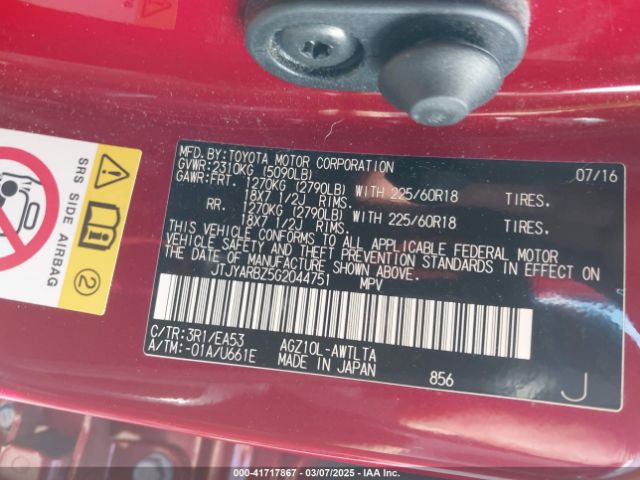 MFD.BY:TOYOTA MOTOR CORPORATION 07/16
GVWR:2310KG (5090LB)
GAWR:FRT. 1270KG (2790LB) WITH 225/60R18 TIRES.
18X7 1/2J RIMS.
RR. 1270KG (2790LB) WITH 225/60R18 TIRES.
18X7 1/2J RIMS.
THIS VEHICLE CONFORMS TO ALL APPLICABLE FEDERAL MOTOR
VEHICLE SAFETY AND THEFT PREVENTION STANDARDS IN EFFECT ON
THE DATE OF MANUFACTURE SHOWN ABOVE.
JTJYARBZ5G2044751 MPV
C/TR:3R1/EA53 AGZ10L-AWTLTA
A/TM:-01A/U661E MADE IN JAPAN 856 J
SRS SIDE AIRBAG
2
000-41717867 - 03/07/2025 - IAA Inc.